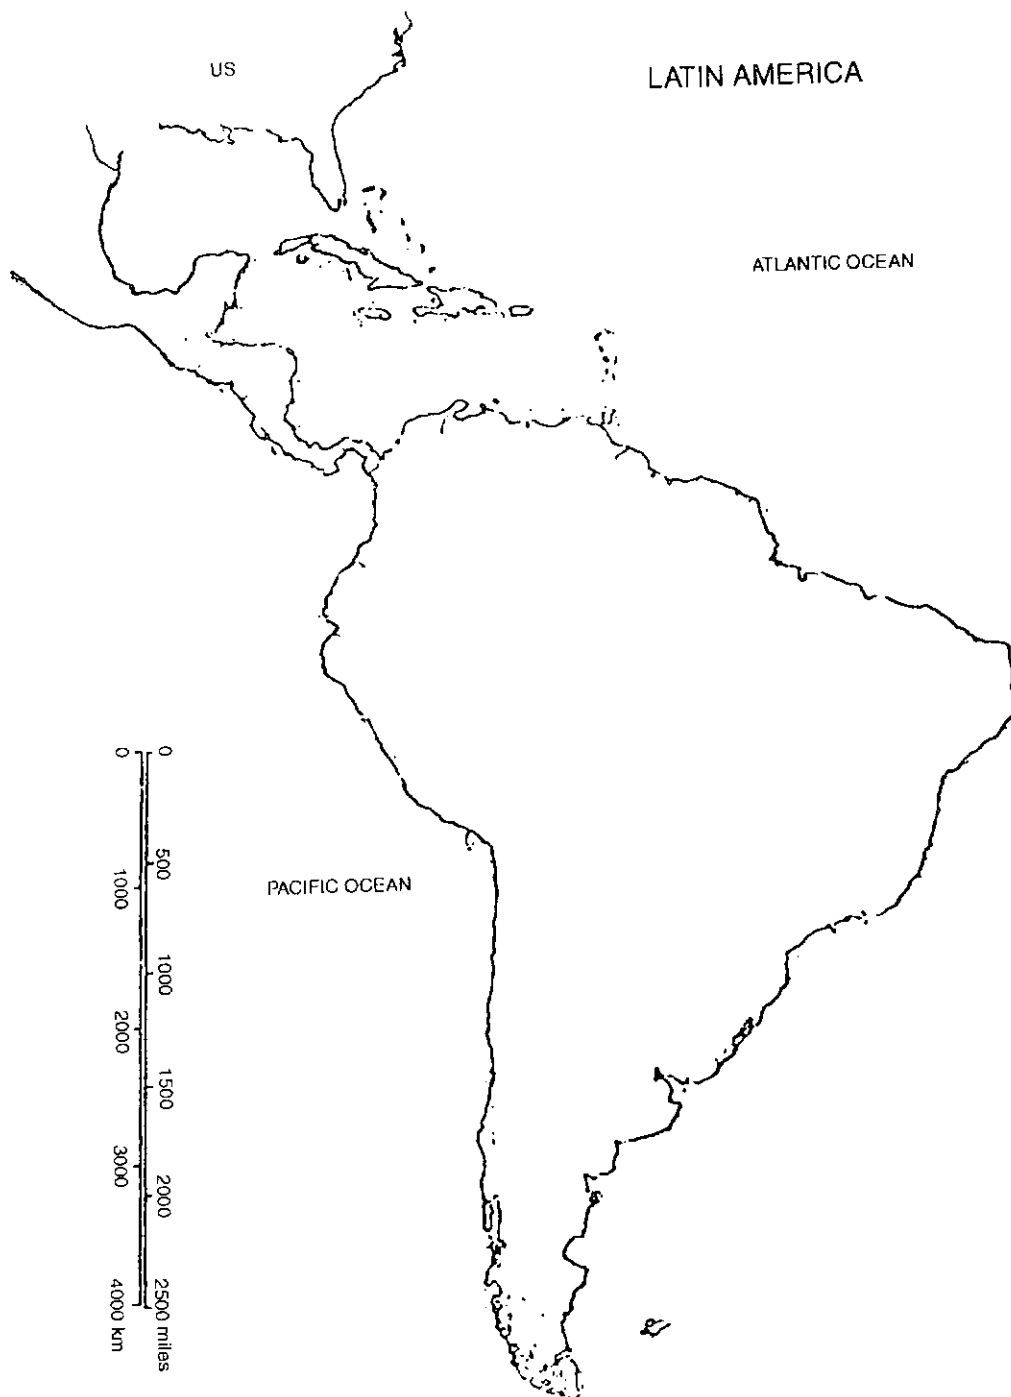 US
LATIN AMERICA
ATLANTIC OCEAN
PACIFIC OCEAN
0 500 1000 1500 2000 2500 miles
0 1000 2000 3000 4000 km